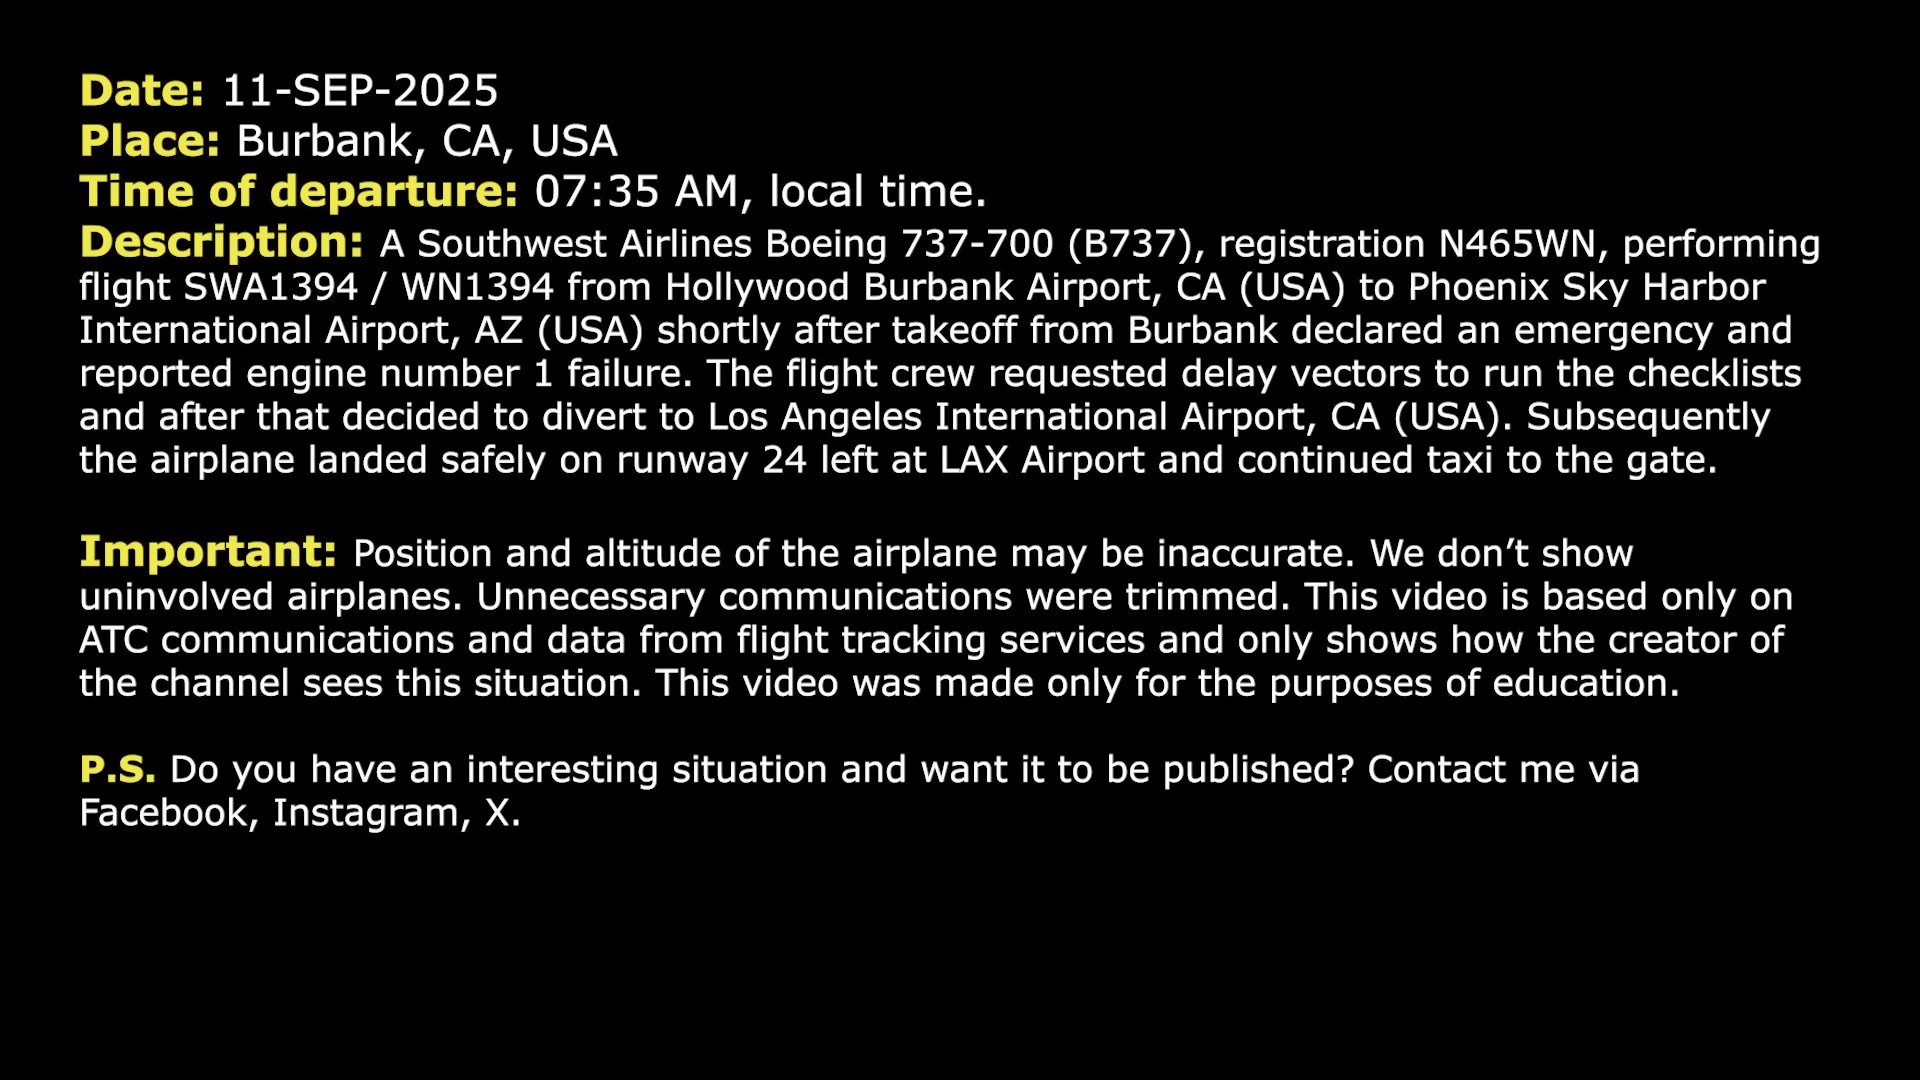 Date: 11-SEP-2025
Place: Burbank, CA, USA
Time of departure: 07:35 AM, local time.
Description: A Southwest Airlines Boeing 737-700 (B737), registration N465WN, performing
flight SWA1394 / WN1394 from Hollywood Burbank Airport, CA (USA) to Phoenix Sky Harbor
International Airport, AZ (USA) shortly after takeoff from Burbank declared an emergency and
reported engine number 1 failure. The flight crew requested delay vectors to run the checklists
and after that decided to divert to Los Angeles International Airport, CA (USA). Subsequently
the airplane landed safely on runway 24 left at LAX Airport and continued taxi to the gate.
Important: Position and altitude of the airplane may be inaccurate. We don’t show
uninvolved airplanes. Unnecessary communications were trimmed. This video is based only on
ATC communications and data from flight tracking services and only shows how the creator of
the channel sees this situation. This video was made only for the purposes of education.
P.S. Do you have an interesting situation and want it to be published? Contact me via
Facebook, Instagram, X.